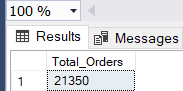 100 %
Results Messages
Total_Orders
1 21350